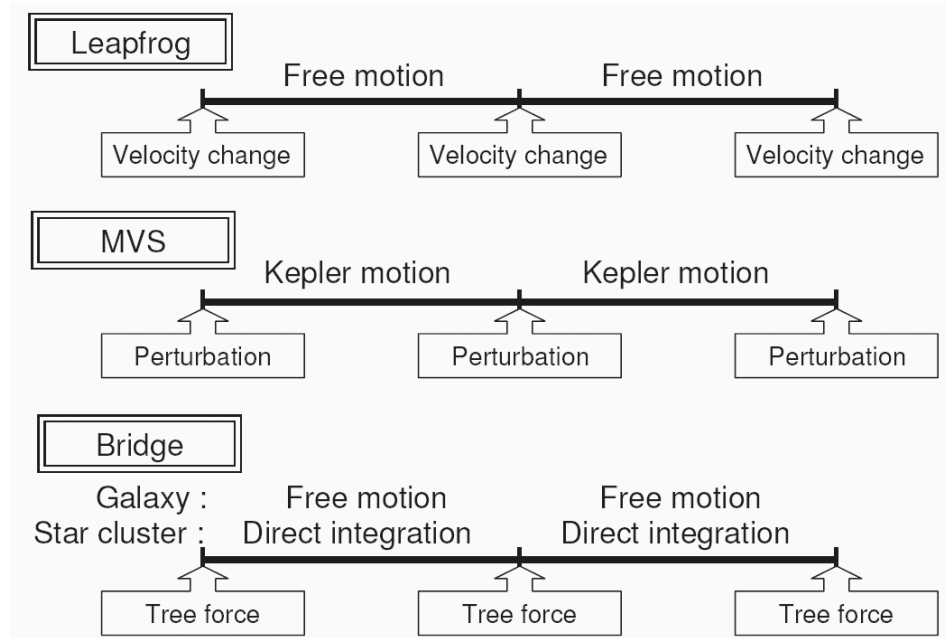 Leapfrog
Free motion Free motion
Velocity change Velocity change Velocity change
MVS
Kepler motion Kepler motion
Perturbation Perturbation Perturbation
Bridge
Galaxy : Free motion Free motion
Star cluster : Direct integration Direct integration
Tree force Tree force Tree force